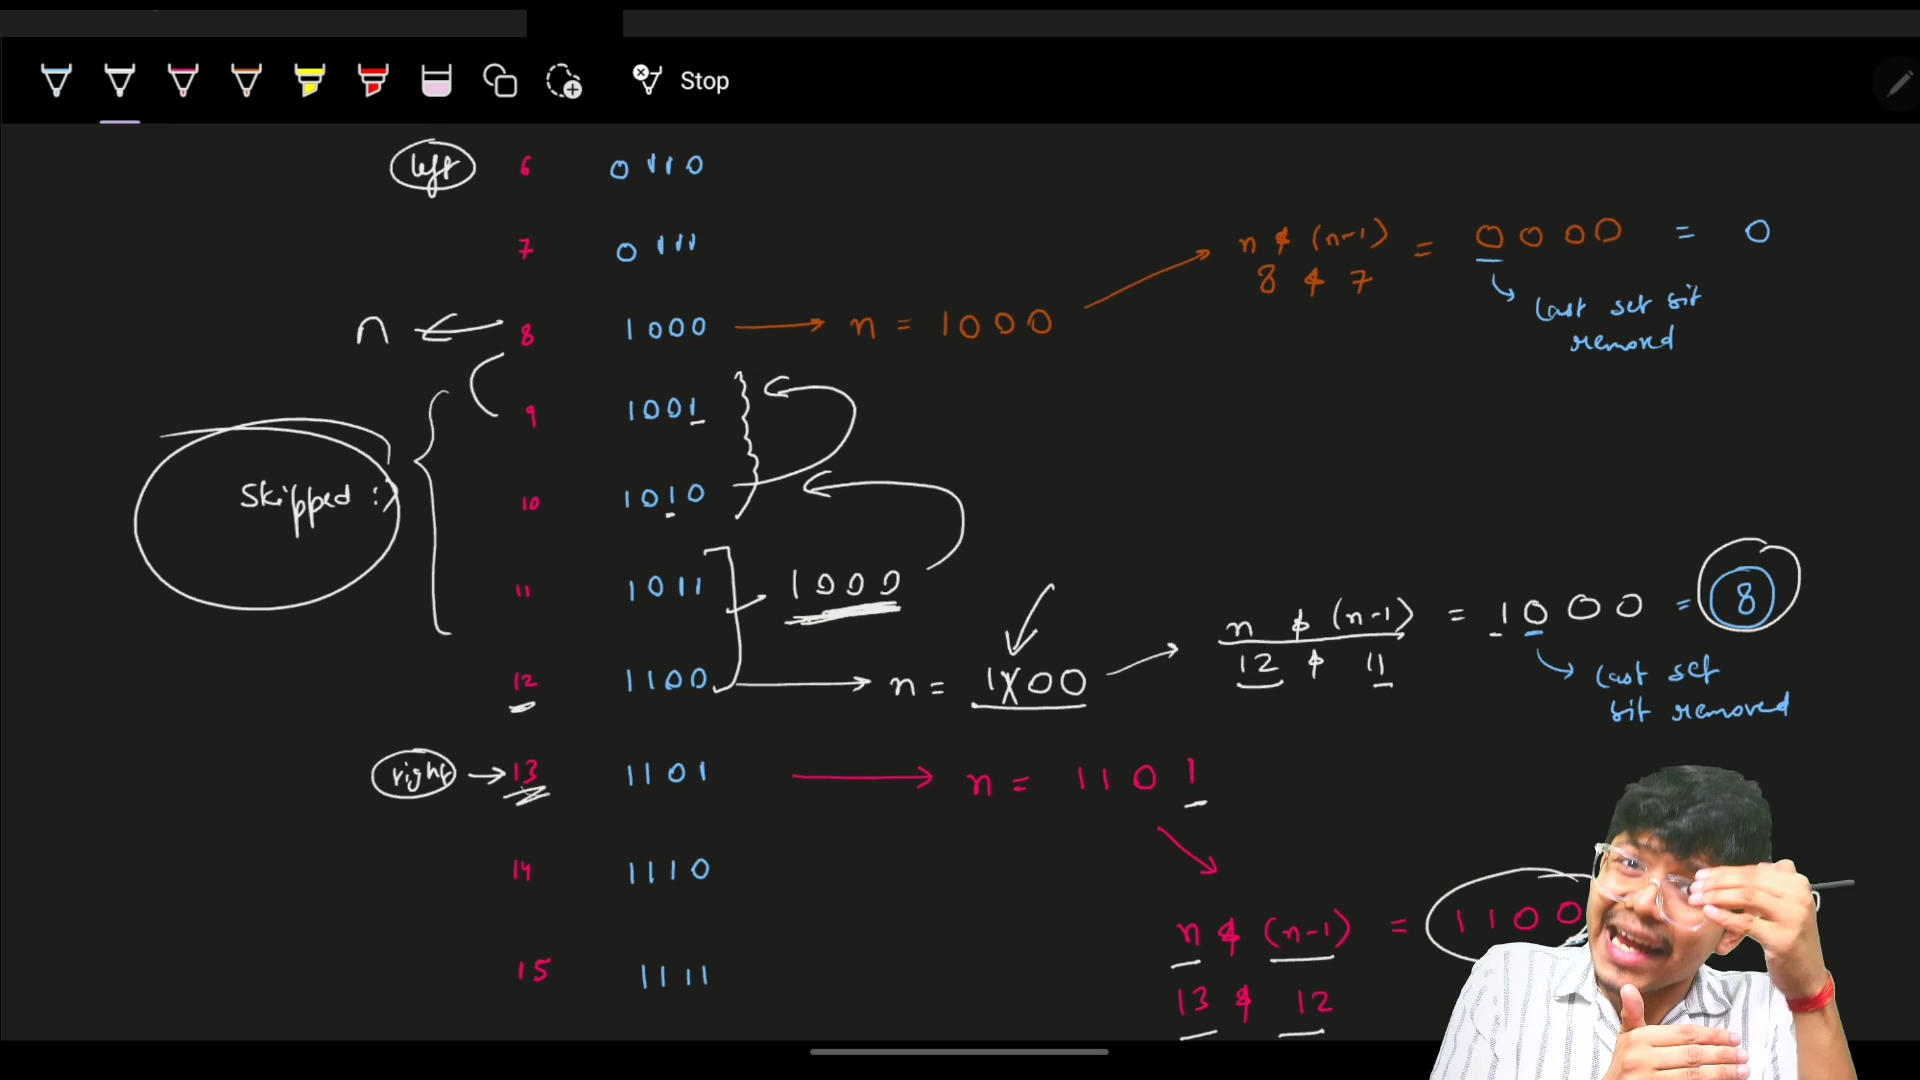 Stop
left 6 0110
7 0111
n & (n-1) = 0000 = 0
8 & 7
last set bit
removed
n ← 8 1000 → n = 1000
9 1001
Skipped :)
10 1010
11 1011 1000
n & (n-1) = 1000 = 8
12 & 11
last set
bit removed
12 1100 → n = 1100
right → 13 1101 → n = 1101
14 1110
n & (n-1) = 1100
15 1111
13 & 12